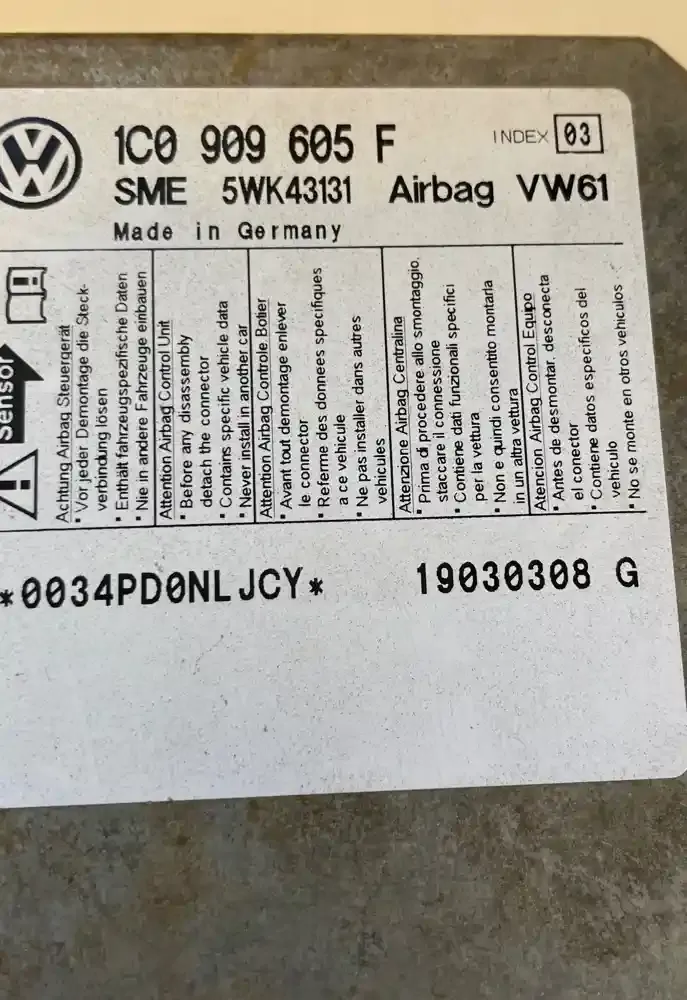 1C0 909 605 F INDEX 03
SME 5WK43131 Airbag VW61
Made in Germany
Sensor
Achtung Airbag Steuergerät
* Vor jeder Demontage die Steck-
verbindung lösen
* Enthält fahrzeugspezifische Daten
* Nie in andere Fahrzeuge einbauen
Attention Airbag Control Unit
* Before any disassembly
detach the connector
* Contains specific vehicle data
* Never install in another car
Attention Airbag Controle Botier
* Avant tout demontage enlever
le connector
* Referme des donnees specifiques
a ce vehicule
* Ne pas installer dans autres
vehicules
Attenzione Airbag Centralina
* Prima di procedere allo smontaggio,
staccare il connessione
* Contiene dati funzionali specifici
per la vettura
* Non e quindi consentito montarla
in un altra vettura
Atencion Airbag Control Equipo
* Antes de desmontar, desconecta
el conector
* Contiene datos especificos del
vehiculo
* No se monte en otros vehiculos
*0034PD0NLJCY* 19030308 G